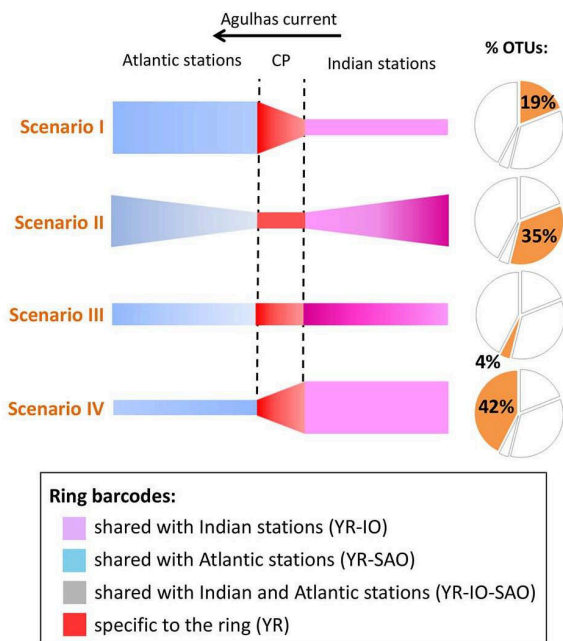 Agulhas current
Atlantic stations CP Indian stations % OTUs:
Scenario I 19%
Scenario II 35%
Scenario III 4%
Scenario IV 42%
Ring barcodes:
shared with Indian stations (YR-IO)
shared with Atlantic stations (YR-SAO)
shared with Indian and Atlantic stations (YR-IO-SAO)
specific to the ring (YR)